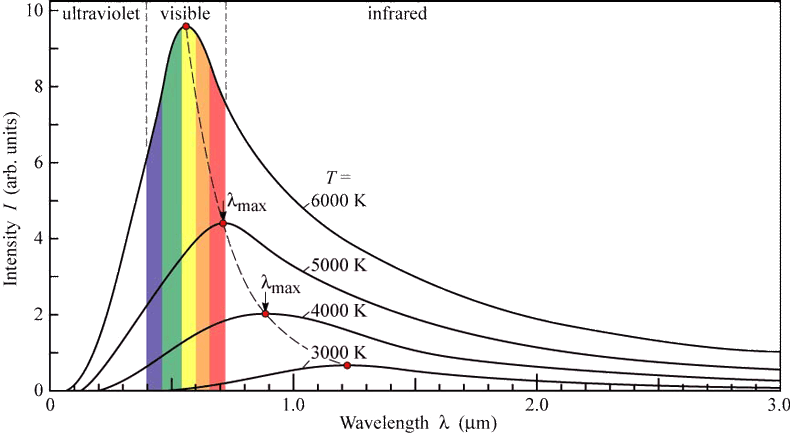 ultraviolet visible infrared
10
8
6
4
2
0
Intensity I (arb. units)
T =
6000 K
λmax
5000 K
λmax
4000 K
3000 K
1.0 2.0 3.0
Wavelength λ (μm)